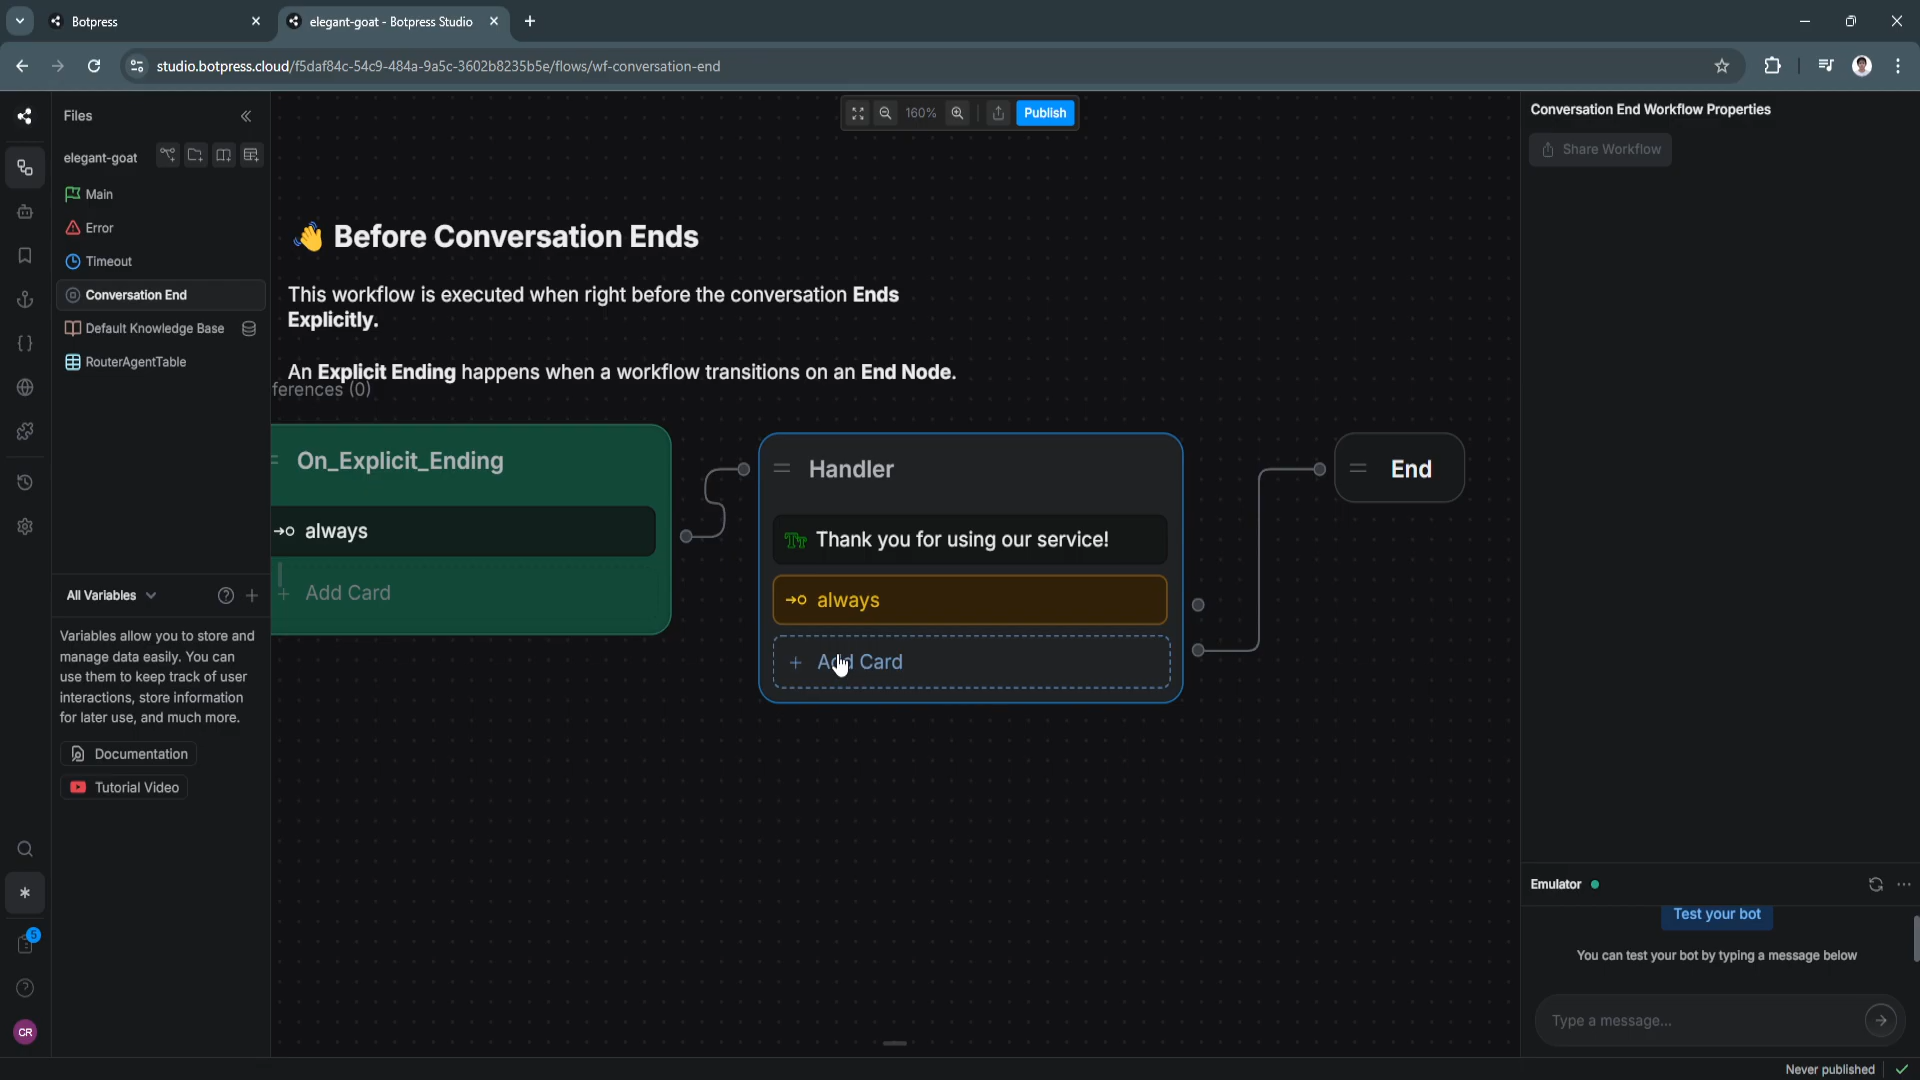 Botpress
elegant-goat - Botpress Studio
studio.botpress.cloud/f5daf84c-54c9-484a-9a5c-3602b8235b5e/flows/wf-conversation-end
Files
elegant-goat
Main
Error
Timeout
Conversation End
Default Knowledge Base
RouterAgentTable
All Variables
Variables allow you to store and
manage data easily. You can
use them to keep track of user
interactions, store information
for later use, and much more.
Documentation
Tutorial Video
5
CR
160%
Publish
👋 Before Conversation Ends
This workflow is executed when right before the conversation Ends
Explicitly.
An Explicit Ending happens when a workflow transitions on an End Node.
ferences (0)
On_Explicit_Ending
always
+ Add Card
Handler
Thank you for using our service!
always
+ Add Card
End
Conversation End Workflow Properties
Share Workflow
Emulator
Test your bot
You can test your bot by typing a message below
Type a message...
Never published